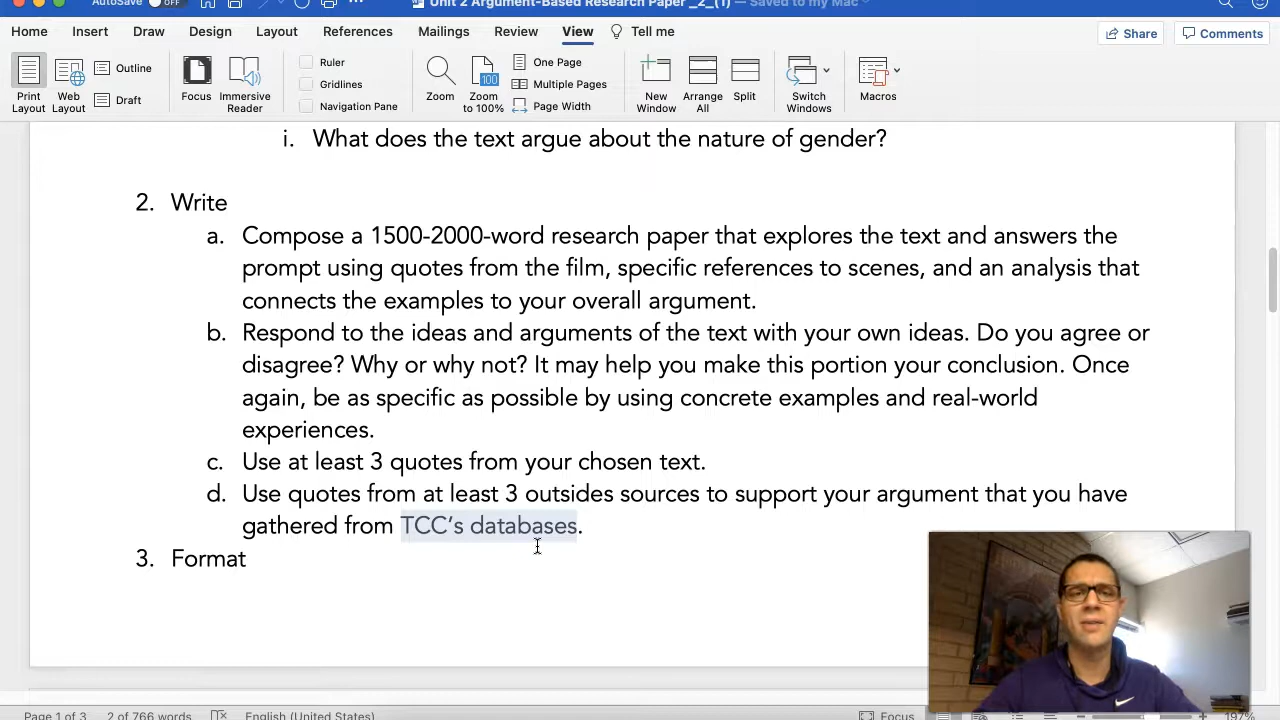 AutoSave OFF Unit 2 Argument-Based Research Paper _2_(1) — Saved to my Mac
Home Insert Draw Design Layout References Mailings Review View Tell me Share Comments
Print Layout
Web Layout
Outline
Draft
Focus
Immersive Reader
Ruler
Gridlines
Navigation Pane
Zoom
Zoom to 100%
100
One Page
Multiple Pages
Page Width
New Window
Arrange All
Split
Switch Windows
Macros
i. What does the text argue about the nature of gender?
2. Write
a. Compose a 1500-2000-word research paper that explores the text and answers the
prompt using quotes from the film, specific references to scenes, and an analysis that
connects the examples to your overall argument.
b. Respond to the ideas and arguments of the text with your own ideas. Do you agree or
disagree? Why or why not? It may help you make this portion your conclusion. Once
again, be as specific as possible by using concrete examples and real-world
experiences.
c. Use at least 3 quotes from your chosen text.
d. Use quotes from at least 3 outsides sources to support your argument that you have
gathered from TCC’s databases.
3. Format
Page 1 of 3 2 of 766 words English (United States) Focus 197%